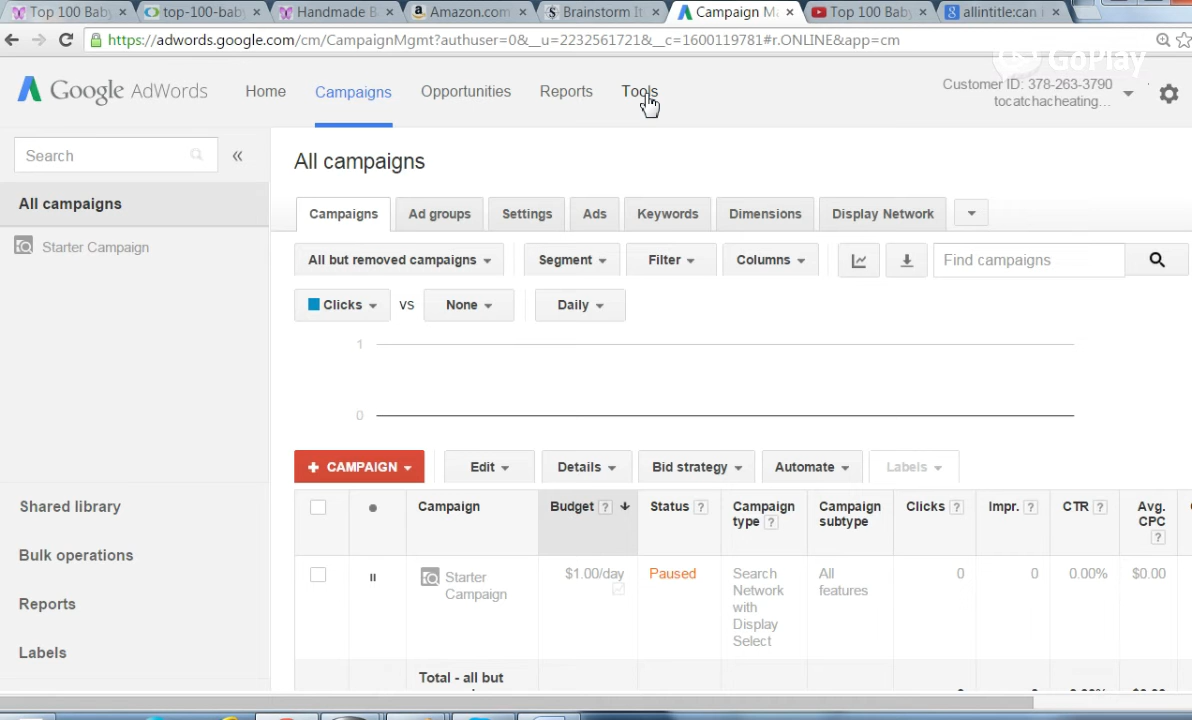 Top 100 Baby
top-100-bab
Handmade B
Amazon.com
Brainstorm It
Campaign Ma
Top 100 Baby
allintitle:can
https://adwords.google.com/cm/CampaignMgmt?authuser=0&__u=2232561721&__c=1600119781#r.ONLINE&app=cm
GoPlay
Google AdWords
Home
Campaigns
Opportunities
Reports
Tools
Customer ID: 378-263-3790
tocatchacheating...
Search
«
All campaigns
Starter Campaign
Shared library
Bulk operations
Reports
Labels
All campaigns
Campaigns
Ad groups
Settings
Ads
Keywords
Dimensions
Display Network
All but removed campaigns
Segment
Filter
Columns
Find campaigns
Clicks
VS
None
Daily
1
0
+ CAMPAIGN
Edit
Details
Bid strategy
Automate
Labels
Campaign
Budget ?
Status ?
Campaign
type ?
Campaign
subtype
Clicks ?
Impr. ?
CTR ?
Avg.
CPC
?
Starter
Campaign
$1.00/day
Paused
Search
Network
with
Display
Select
All
features
0
0
0.00%
$0.00
Total - all but